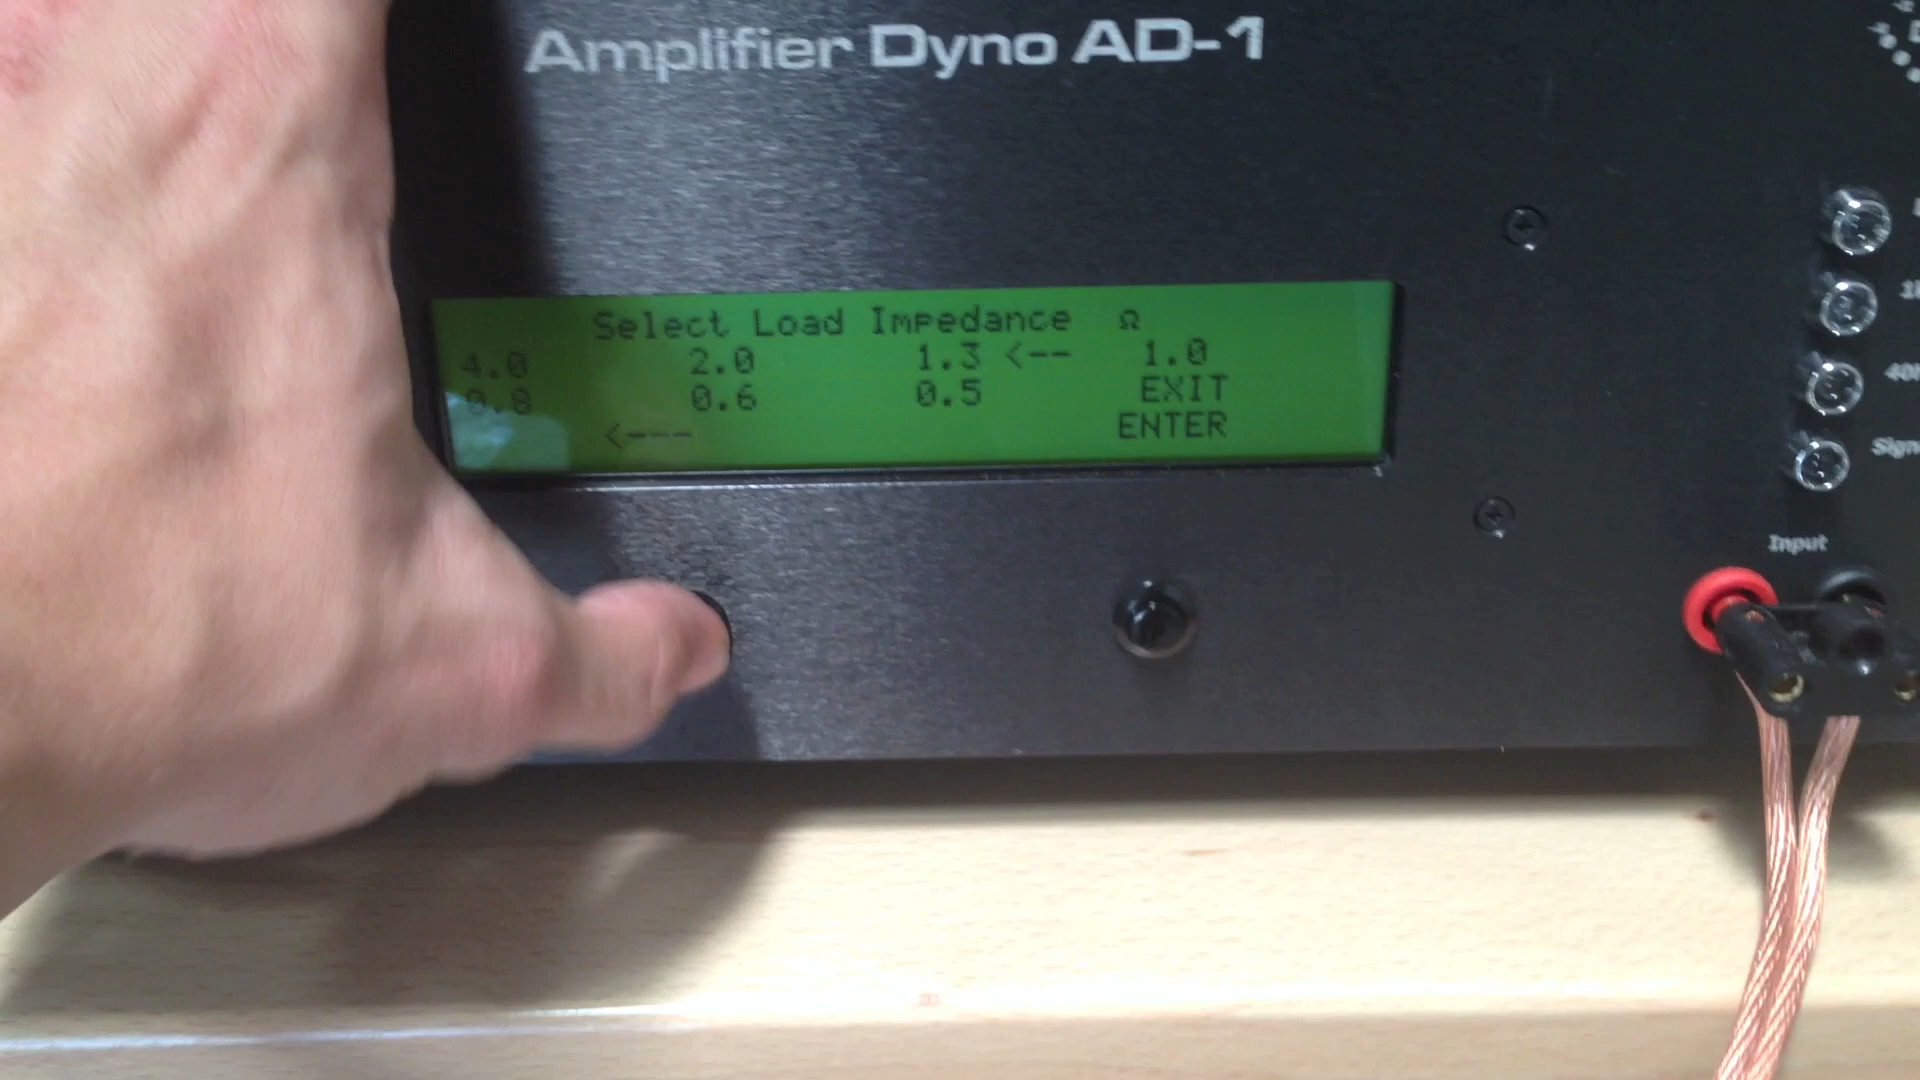 Amplifier Dyno AD-1
Select Load Impedance Ω
4.0 2.0 1.3 <-- 1.0
0.8 0.6 0.5 EXIT
<--- ENTER
Input